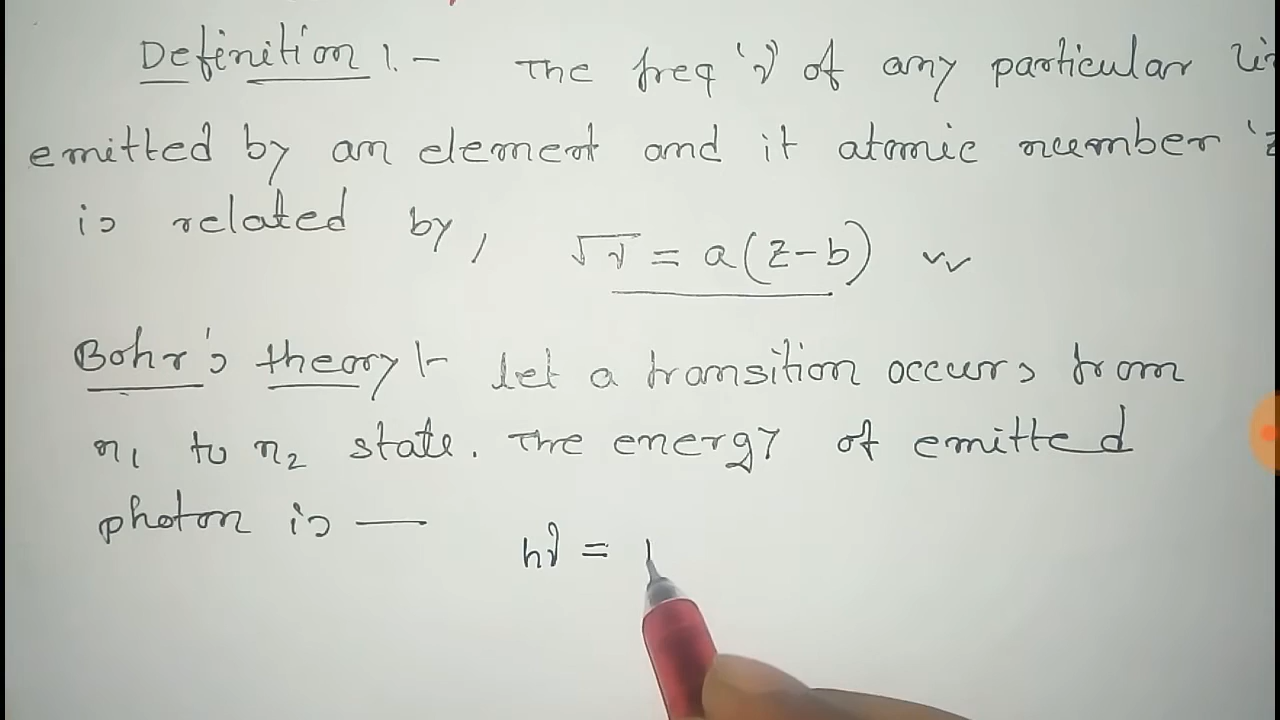 Definition :- The freq 'ν' of any particular
emitted by an element and it atomic number 'z
is related by, √ν = a(z-b)
Bohr's theory :- Let a transition occurs from
n₁ to n₂ state. The energy of emitted
photon is —
hν =